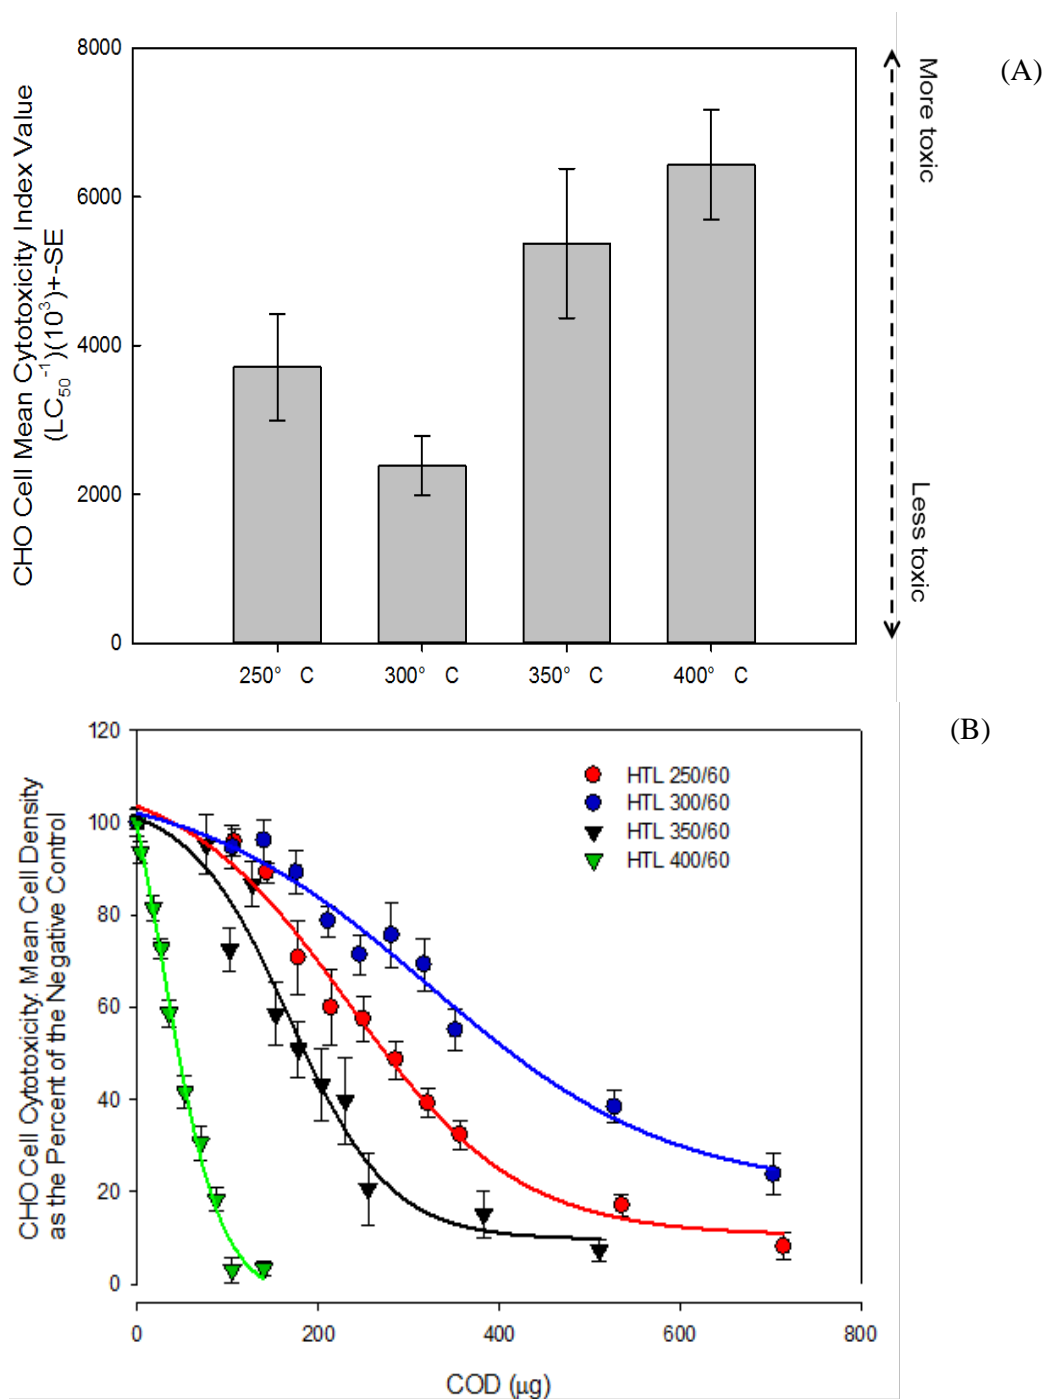 (A)
CHO Cell Mean Cytotoxicity Index Value
(LC50-1)(103)+-SE
8000
6000
4000
2000
0
250° C 300° C 350° C 400° C
More toxic
Less toxic
(B)
CHO Cell Cytotoxicity: Mean Cell Density
as the Percent of the Negative Control
120
100
80
60
40
20
0
HTL 250/60
HTL 300/60
HTL 350/60
HTL 400/60
0 200 400 600 800
COD (µg)